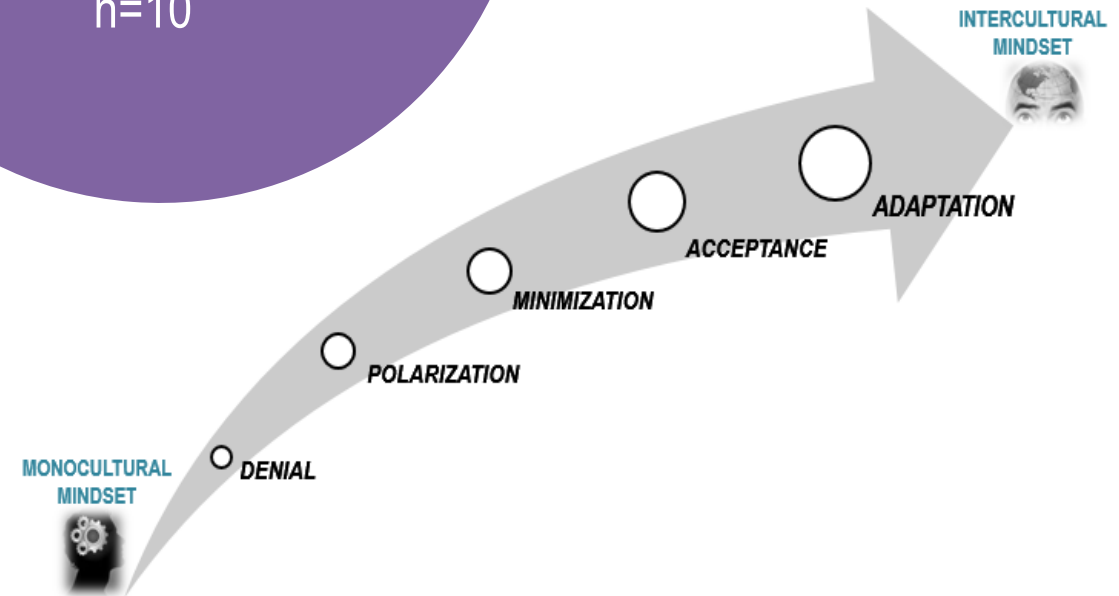 n=10
INTERCULTURAL
MINDSET
ADAPTATION
ACCEPTANCE
MINIMIZATION
POLARIZATION
DENIAL
MONOCULTURAL
MINDSET